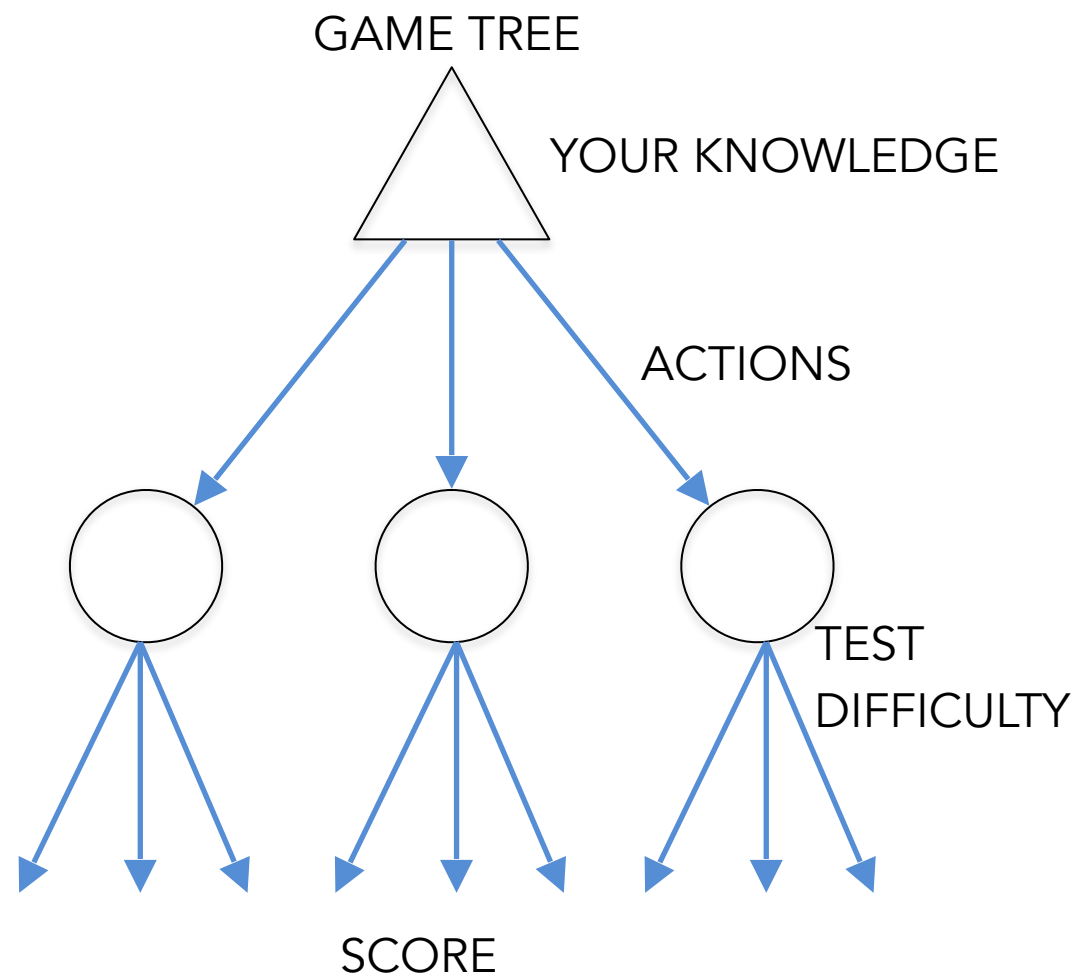 GAME TREE
YOUR KNOWLEDGE
ACTIONS
TEST
DIFFICULTY
SCORE